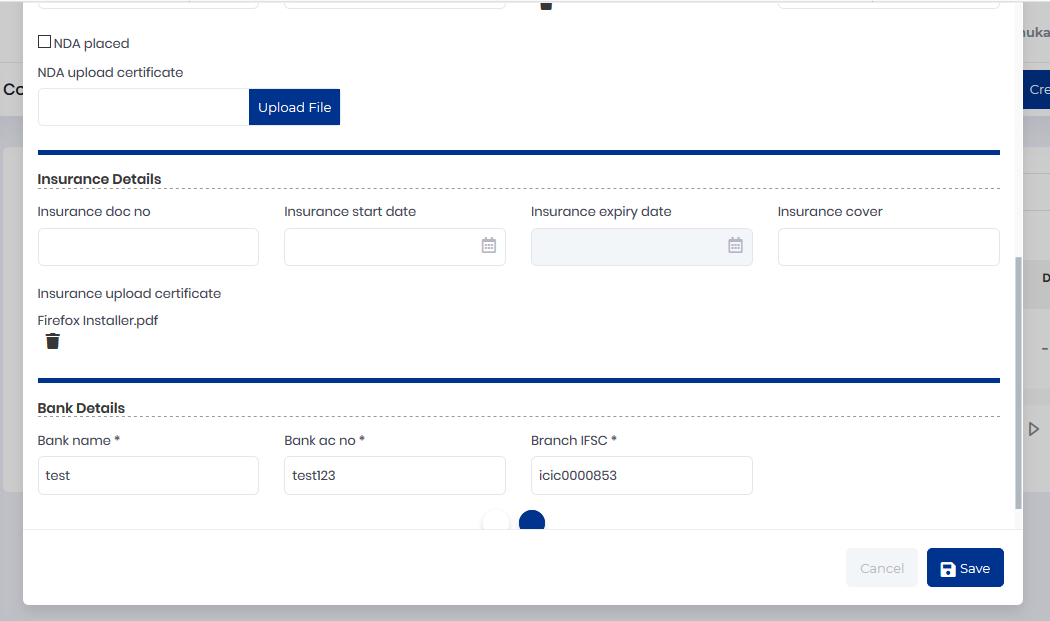 NDA placed
NDA upload certificate
Upload File
Insurance Details
Insurance doc no
Insurance start date
Insurance expiry date
Insurance cover
Insurance upload certificate
Firefox Installer.pdf
Bank Details
Bank name *
Bank ac no *
Branch IFSC *
test
test123
icic0000853
Cancel
Save